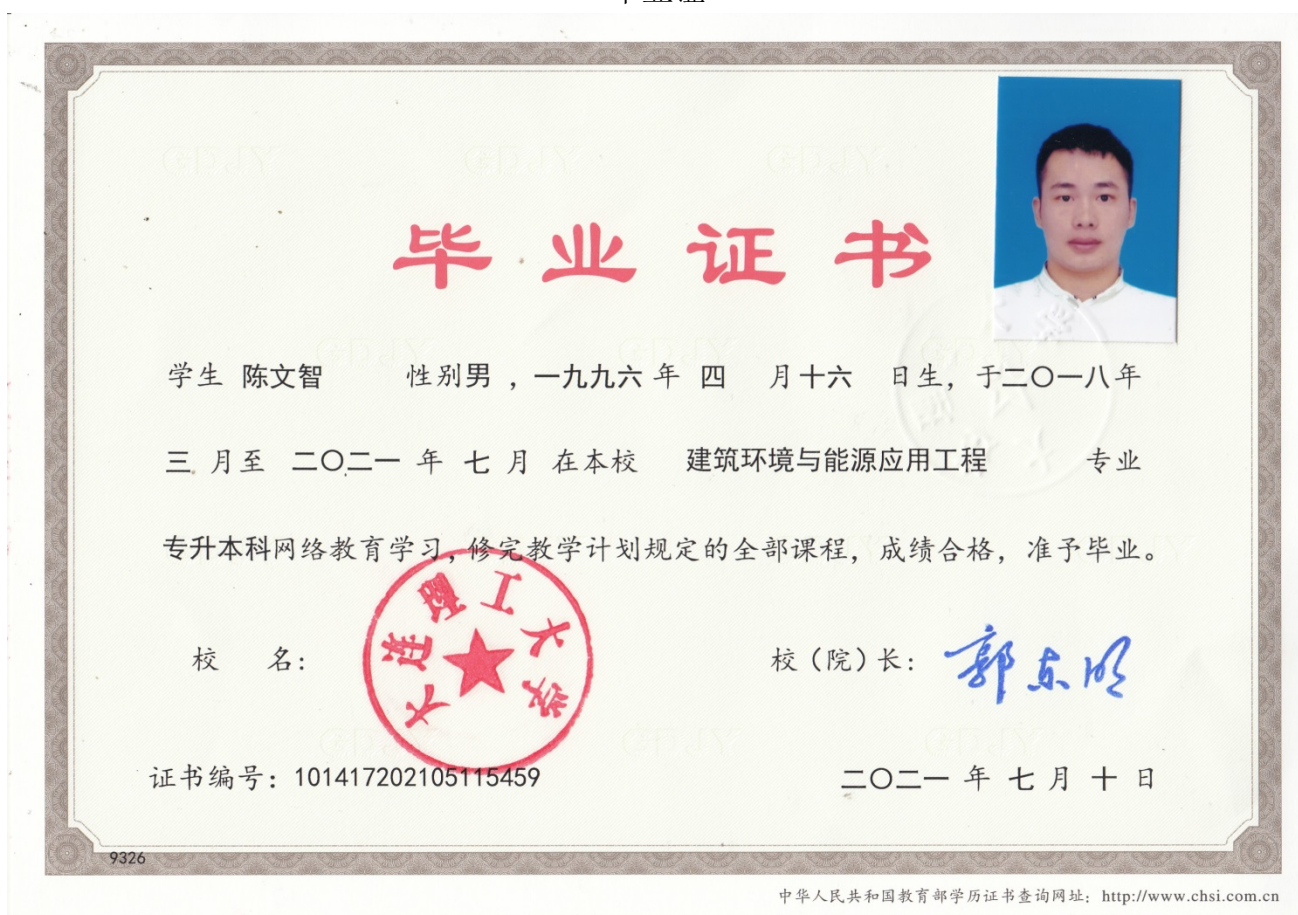 毕业证书
学生 陈文智 性别男 ，一九九六 年 四 月十六 日生，于二〇一八年
三 月至 二〇二一 年 七 月 在本校 建筑环境与能源应用工程 专业
专升本科网络教育学习，修完教学计划规定的全部课程，成绩合格，准予毕业。
校 名：
大连理工大学
校（院）长：郭东明
证书编号：101417202105115459
二〇二一 年 七 月 十 日
9326
中华人民共和国教育部学历证书查询网址：http://www.chsi.com.cn